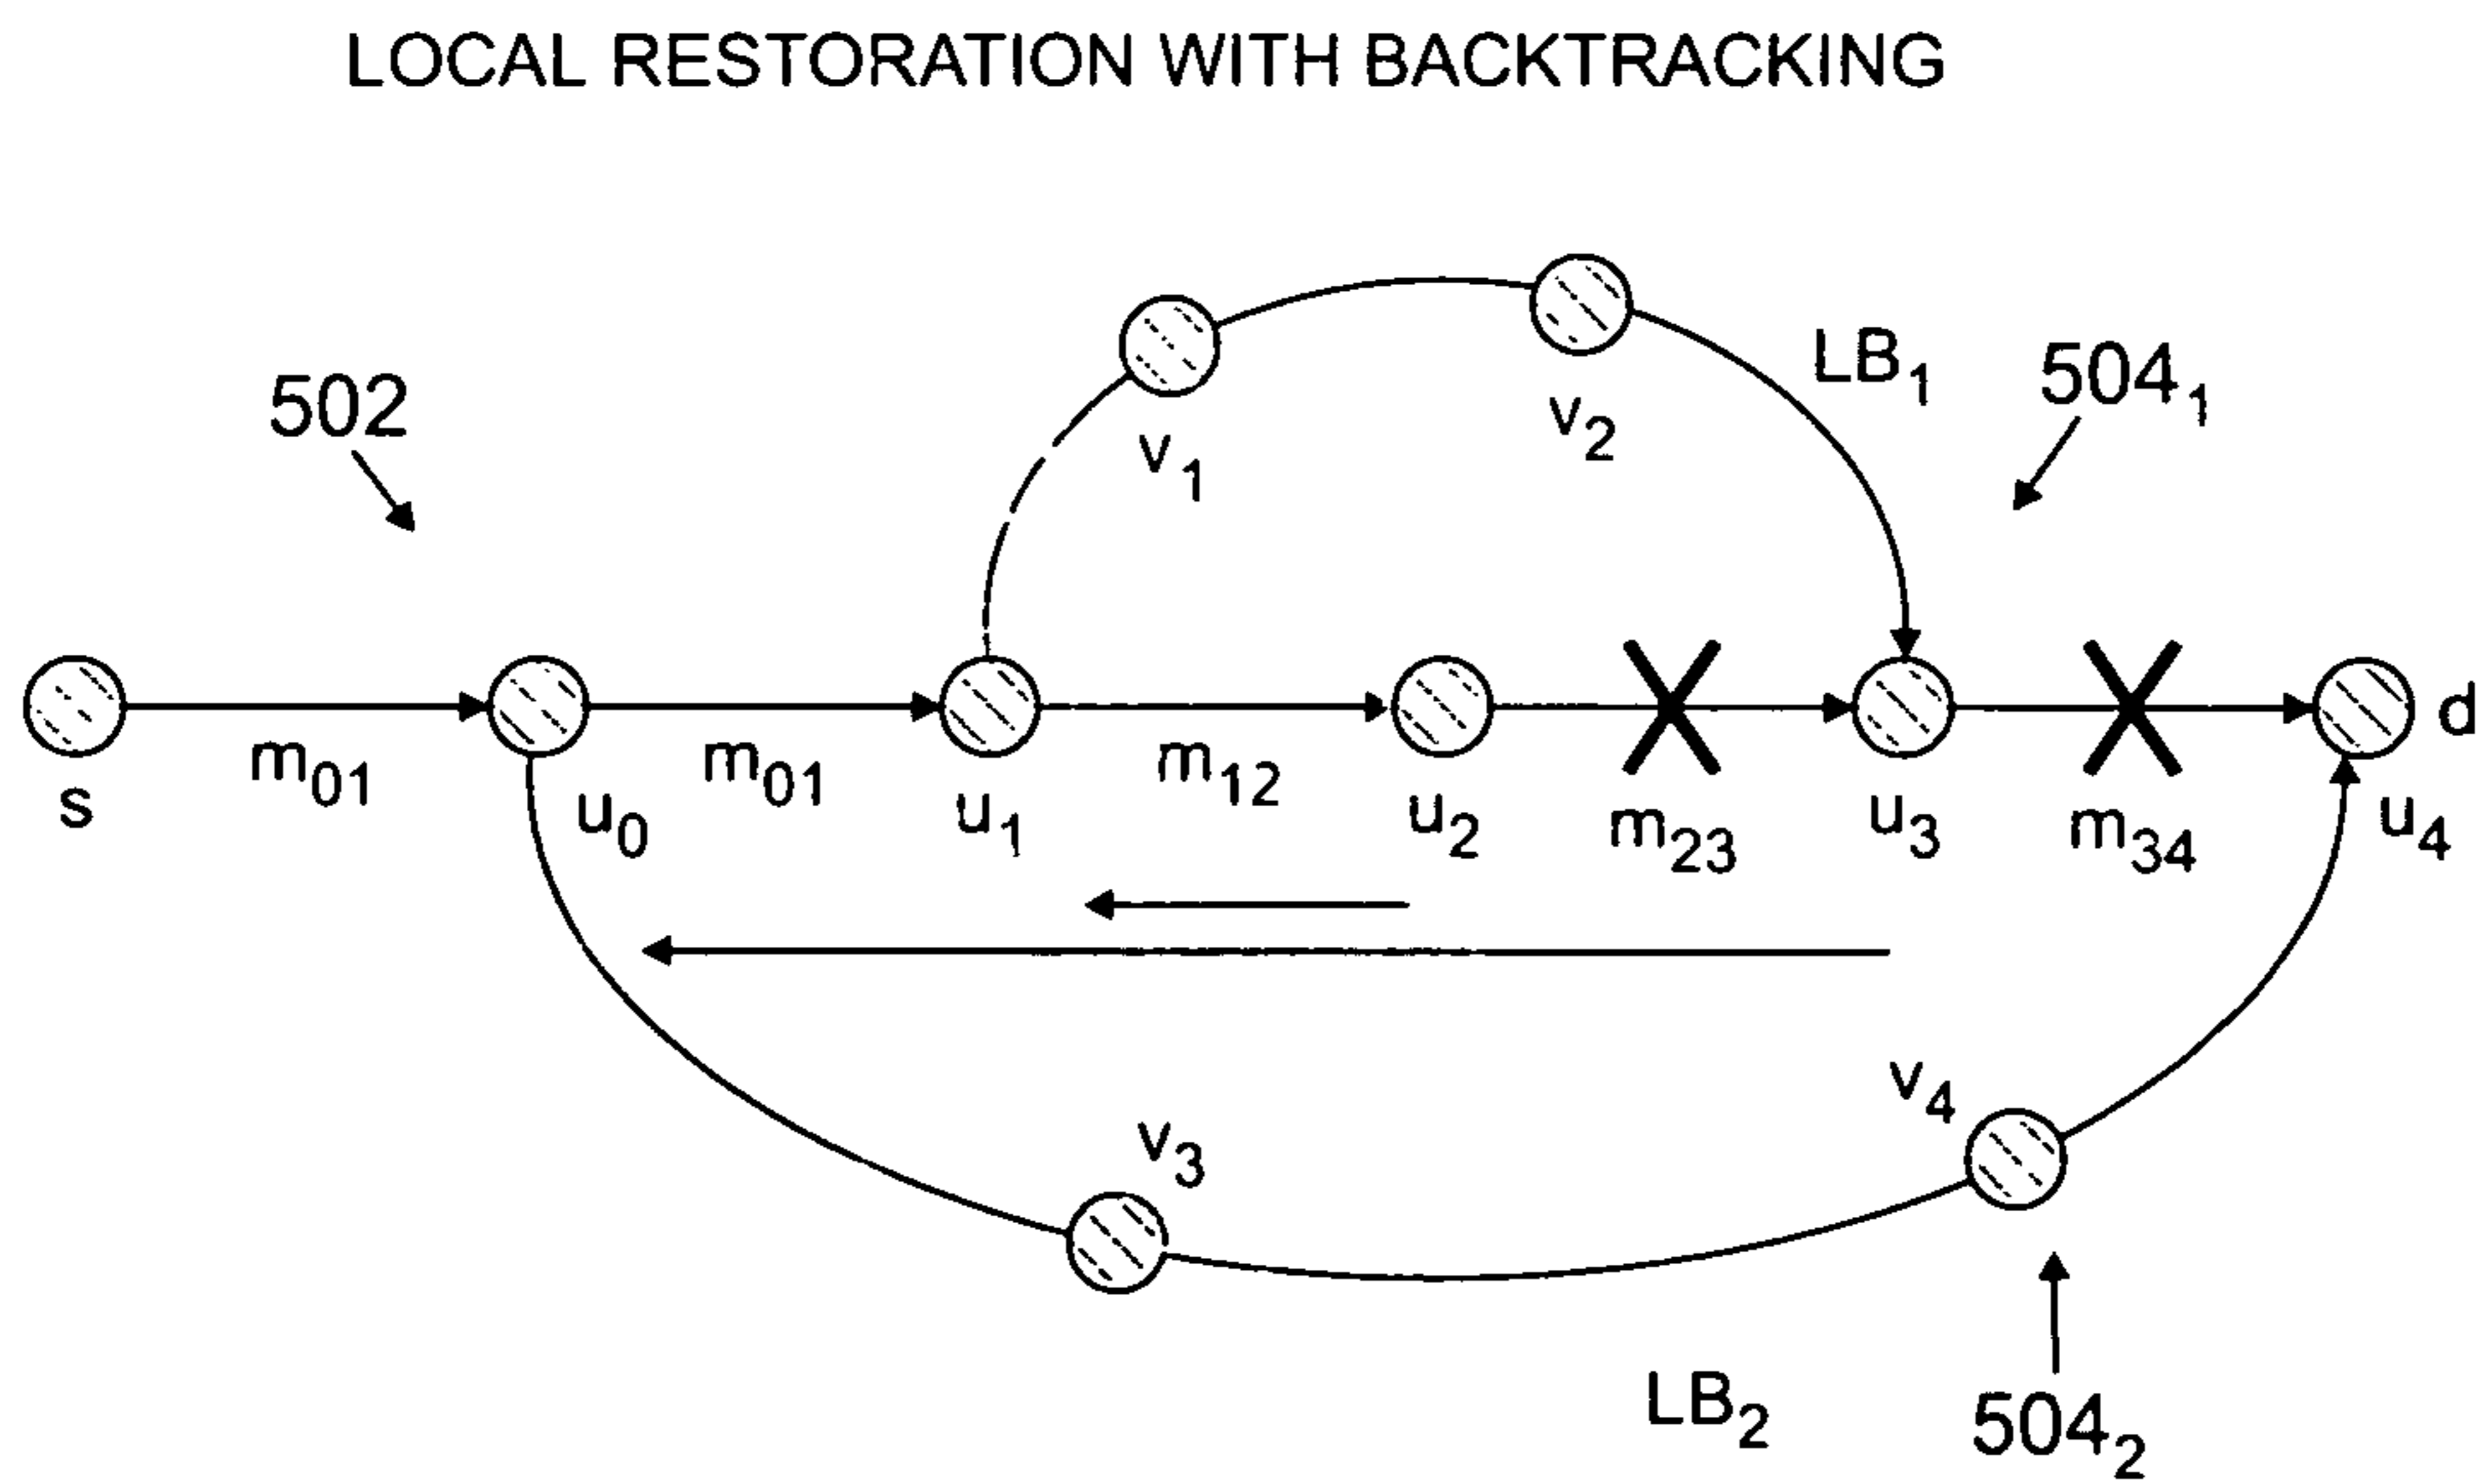 LOCAL RESTORATION WITH BACKTRACKING
LB₁
504₁
502
v₂
v₁
d
m₀₁
m₀₁
m₁₂
s
u₀
u₁
u₂
m₂₃
u₃
m₃₄
u₄
v₄
v₃
LB₂
504₂